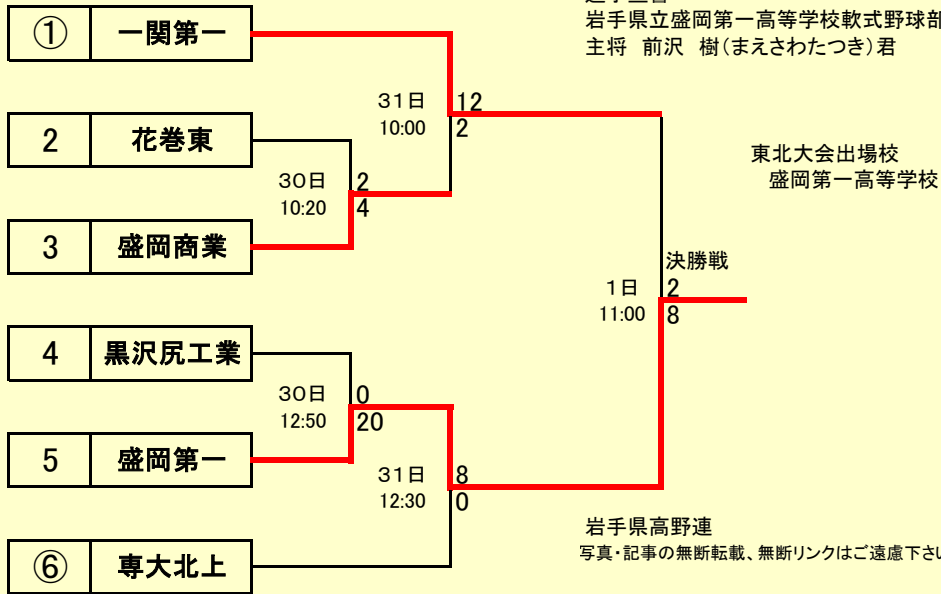 ① 一関第一
2 花巻東
3 盛岡商業
4 黒沢尻工業
5 盛岡第一
⑥ 専大北上
30日
10:20
2
4
30日
12:50
0
20
31日
10:00
12
2
31日
12:30
8
0
決勝戦
1日
11:00
2
8
岩手県立盛岡第一高等学校軟式野球部
主将 前沢 樹(まえさわたつき)君
東北大会出場校
盛岡第一高等学校
岩手県高野連
写真・記事の無断転載、無断リンクはご遠慮下さい